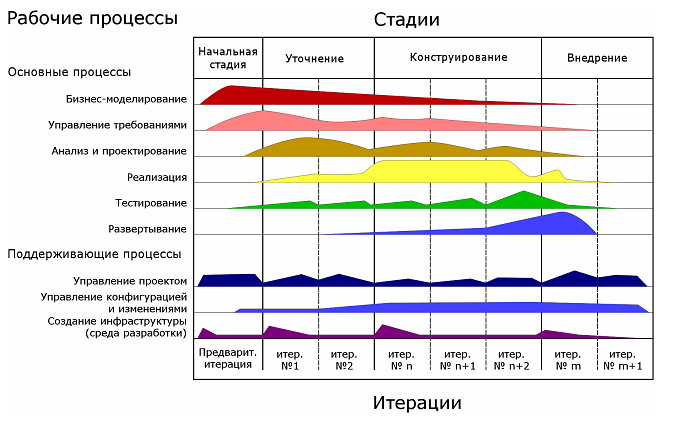 Рабочие процессы
Стадии
Начальная
стадия
Уточнение
Конструирование
Внедрение
Основные процессы
Бизнес-моделирование
Управление требованиями
Анализ и проектирование
Реализация
Тестирование
Развертывание
Поддерживающие процессы
Управление проектом
Управление конфигурацией
и изменениями
Создание инфраструктуры
(среда разработки)
Предварит.
итерация
итер.
№1
итер.
№2
итер.
№ n
итер.
№ n+1
итер.
№ n+2
итер.
№ m
итер.
№ m+1
Итерации